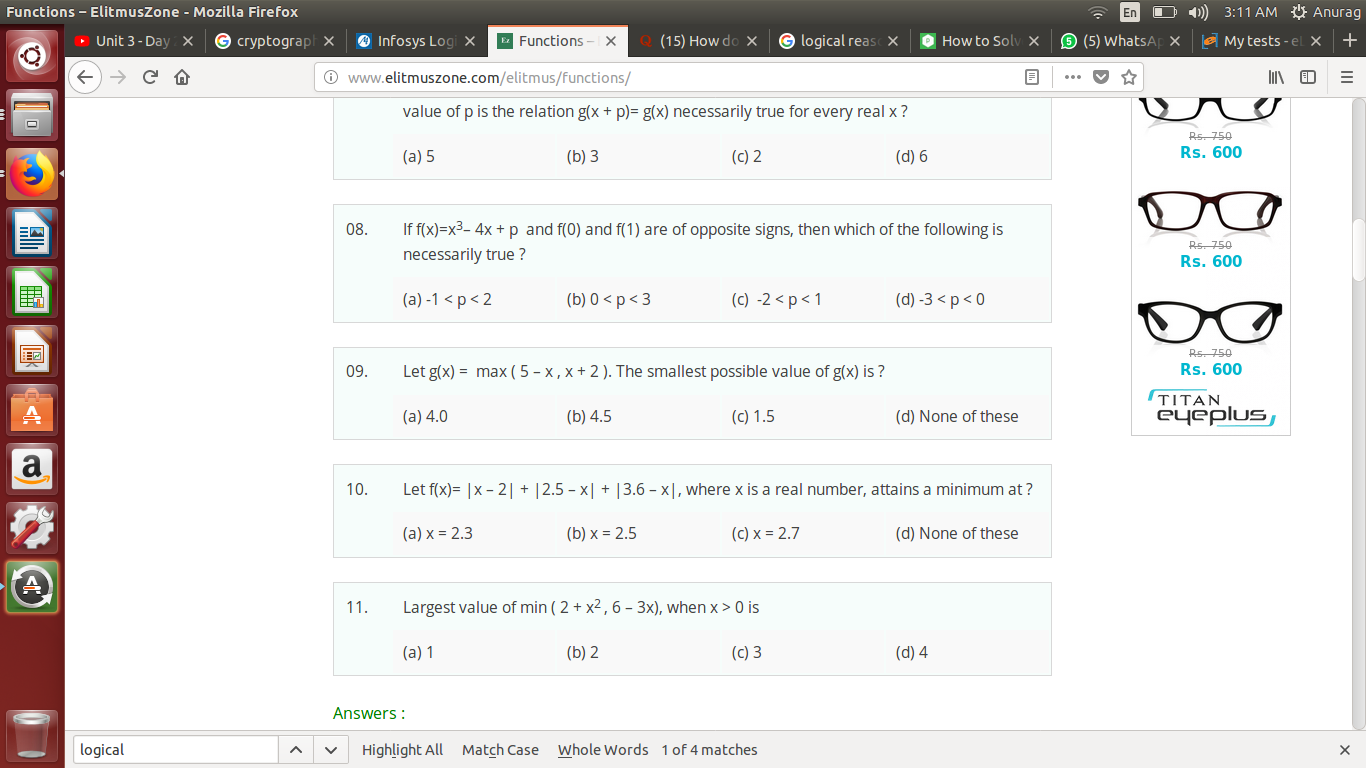 Functions – ElitmusZone - Mozilla Firefox
En
3:11 AM
Anurag
Unit 3 - Day
cryptograp
Infosys Log
Functions –
(15) How do
logical reas
How to Solv
(5) WhatsAp
My tests - el
www.elitmuszone.com/elitmus/functions/
value of p is the relation g(x + p)= g(x) necessarily true for every real x ?
(a) 5 (b) 3 (c) 2 (d) 6
08. If f(x)=x³– 4x + p and f(0) and f(1) are of opposite signs, then which of the following is
necessarily true ?
(a) -1 < p < 2 (b) 0 < p < 3 (c) -2 < p < 1 (d) -3 < p < 0
09. Let g(x) = max ( 5 – x , x + 2 ). The smallest possible value of g(x) is ?
(a) 4.0 (b) 4.5 (c) 1.5 (d) None of these
10. Let f(x)= |x – 2| + |2.5 – x| + |3.6 – x|, where x is a real number, attains a minimum at ?
(a) x = 2.3 (b) x = 2.5 (c) x = 2.7 (d) None of these
11. Largest value of min ( 2 + x² , 6 – 3x), when x > 0 is
(a) 1 (b) 2 (c) 3 (d) 4
Answers :
Rs. 750
Rs. 600
Rs. 750
Rs. 600
Rs. 750
Rs. 600
TITAN
eyeplus
logical
Highlight All
Match Case
Whole Words
1 of 4 matches